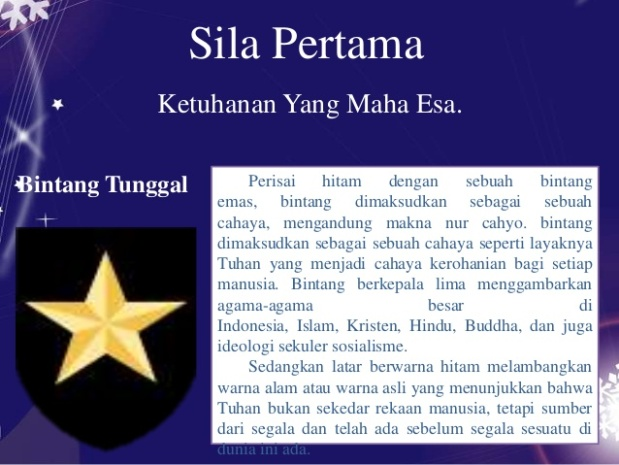 Sila Pertama
Ketuhanan Yang Maha Esa.
Bintang Tunggal
Perisai hitam dengan sebuah bintang
emas, bintang dimaksudkan sebagai sebuah
cahaya, mengandung makna nur cahyo. bintang
dimaksudkan sebagai sebuah cahaya seperti layaknya
Tuhan yang menjadi cahaya kerohanian bagi setiap
manusia. Bintang berkepala lima menggambarkan
agama-agama besar di
Indonesia, Islam, Kristen, Hindu, Buddha, dan juga
ideologi sekuler sosialisme.
Sedangkan latar berwarna hitam melambangkan
warna alam atau warna asli yang menunjukkan bahwa
Tuhan bukan sekedar rekaan manusia, tetapi sumber
dari segala dan telah ada sebelum segala sesuatu di
dunia ini ada.